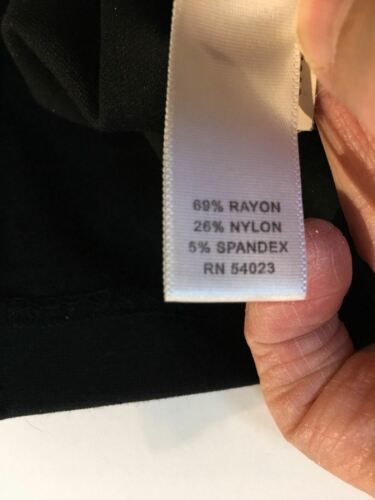 69% RAYON
26% NYLON
5% SPANDEX
RN 54023